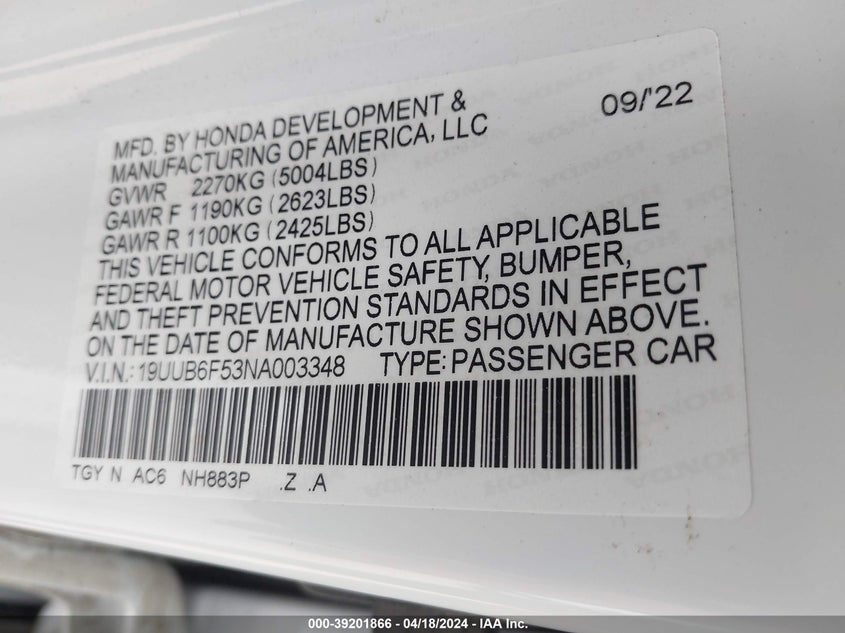 MFD. BY HONDA DEVELOPMENT & 09/'22
MANUFACTURING OF AMERICA, LLC
GVWR 2270KG (5004LBS)
GAWR F 1190KG (2623LBS)
GAWR R 1100KG (2425LBS)
THIS VEHICLE CONFORMS TO ALL APPLICABLE
FEDERAL MOTOR VEHICLE SAFETY, BUMPER,
AND THEFT PREVENTION STANDARDS IN EFFECT
ON THE DATE OF MANUFACTURE SHOWN ABOVE.
V.I.N.: 19UUB6F53NA003348 TYPE: PASSENGER CAR
TGY N AC6 NH883P .Z .A
000-39201866 / 04/18/2024 - IAA Inc.